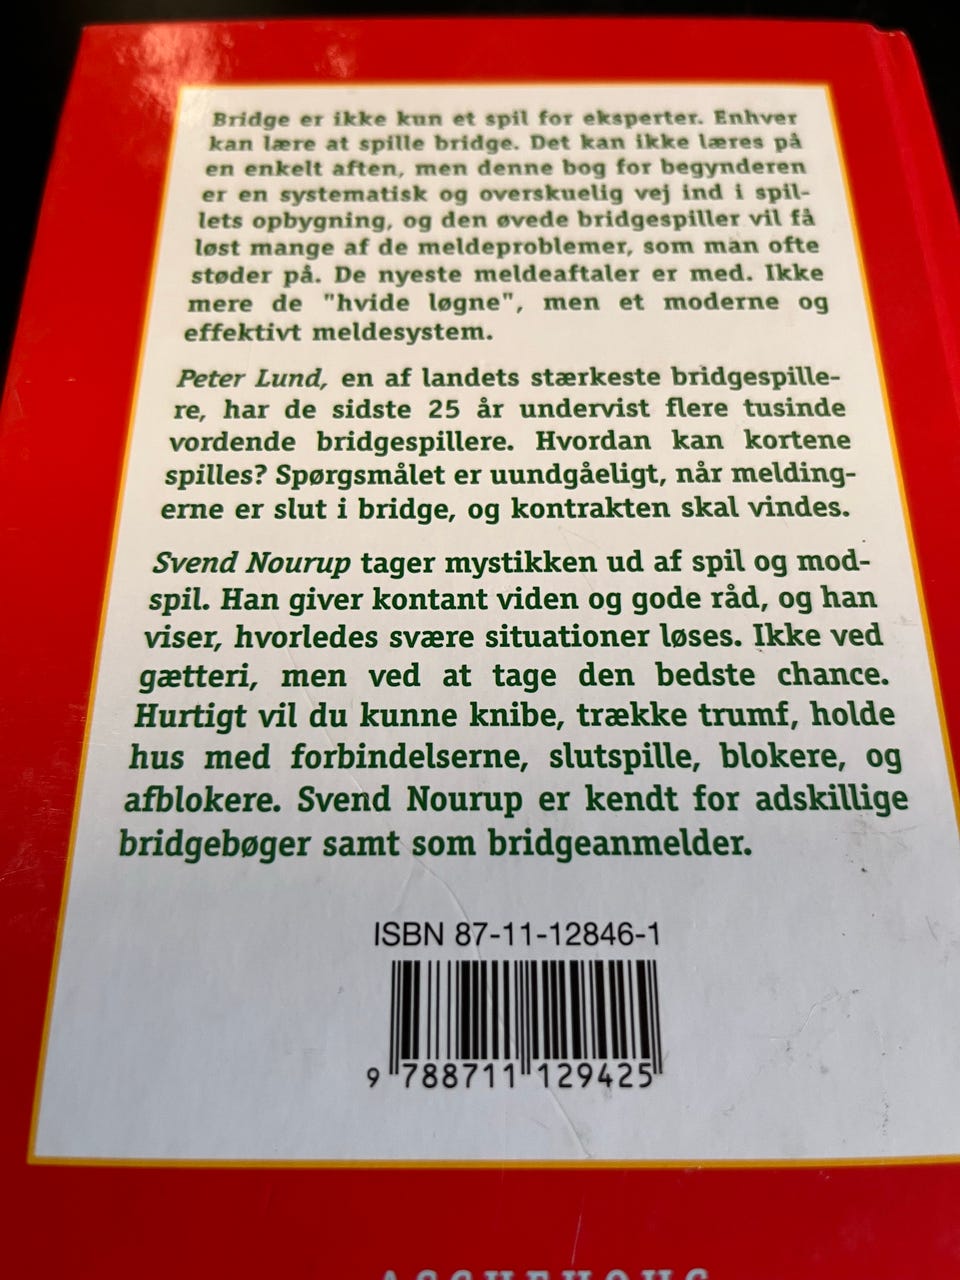 Bridge er ikke kun et spil for eksperter. Enhver
kan lære at spille bridge. Det kan ikke læres på
en enkelt aften, men denne bog for begynderen
er en systematisk og overskuelig vej ind i spil-
lets opbygning, og den øvede bridgespiller vil få
løst mange af de meldeproblemer, som man ofte
støder på. De nyeste meldeaftaler er med. Ikke
mere de "hvide løgne", men et moderne og
effektivt meldesystem.
Peter Lund, en af landets stærkeste bridgespille-
re, har de sidste 25 år undervist flere tusinde
vordende bridgespillere. Hvordan kan kortene
spilles? Spørgsmålet er uundgåeligt, når melding-
erne er slut i bridge, og kontrakten skal vindes.
Svend Nourup tager mystikken ud af spil og mod-
spil. Han giver kontant viden og gode råd, og han
viser, hvorledes svære situationer løses. Ikke ved
gætteri, men ved at tage den bedste chance.
Hurtigt vil du kunne knibe, trække trumf, holde
hus med forbindelserne, slutspille, blokere, og
afblokere. Svend Nourup er kendt for adskillige
bridgebøger samt som bridgeanmelder.
ISBN 87-11-12846-1
9 788711 129425